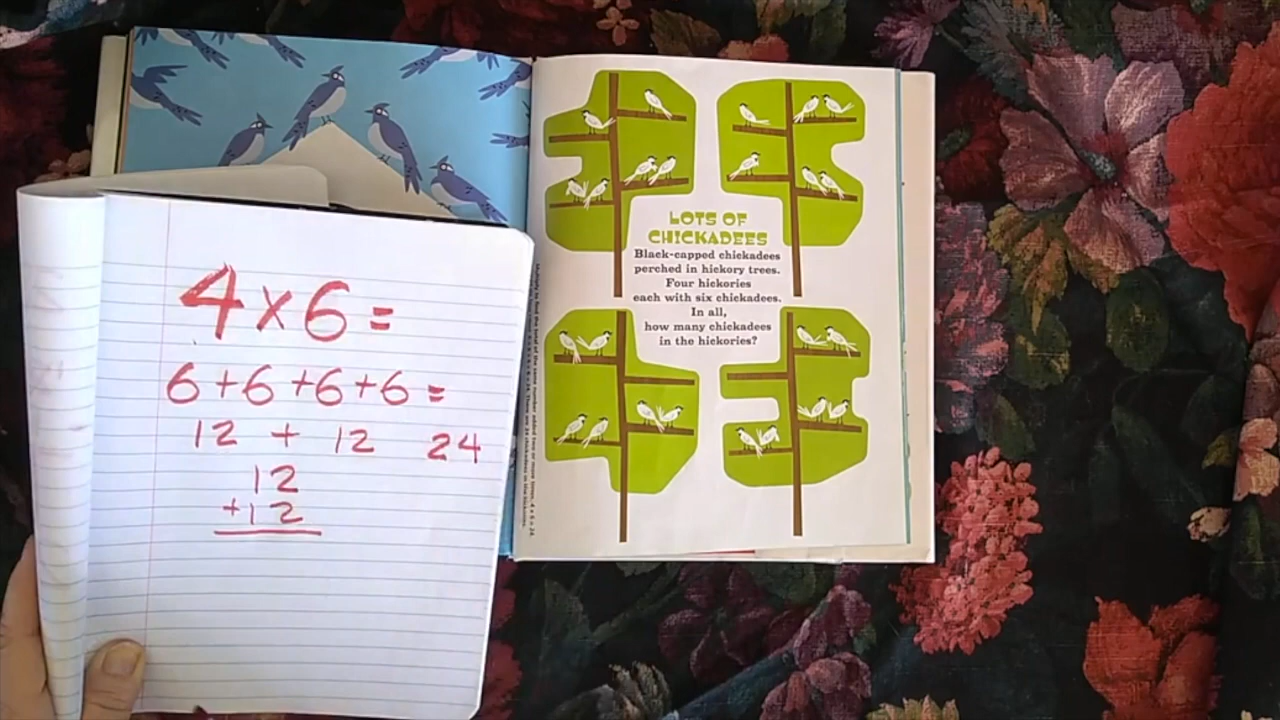 4×6=
6+6+6+6=
12 + 12 24
12
+12
LOTS OF
CHICKADEES
Black-capped chickadees
perched in hickory trees.
Four hickories
each with six chickadees.
In all,
how many chickadees
in the hickories?